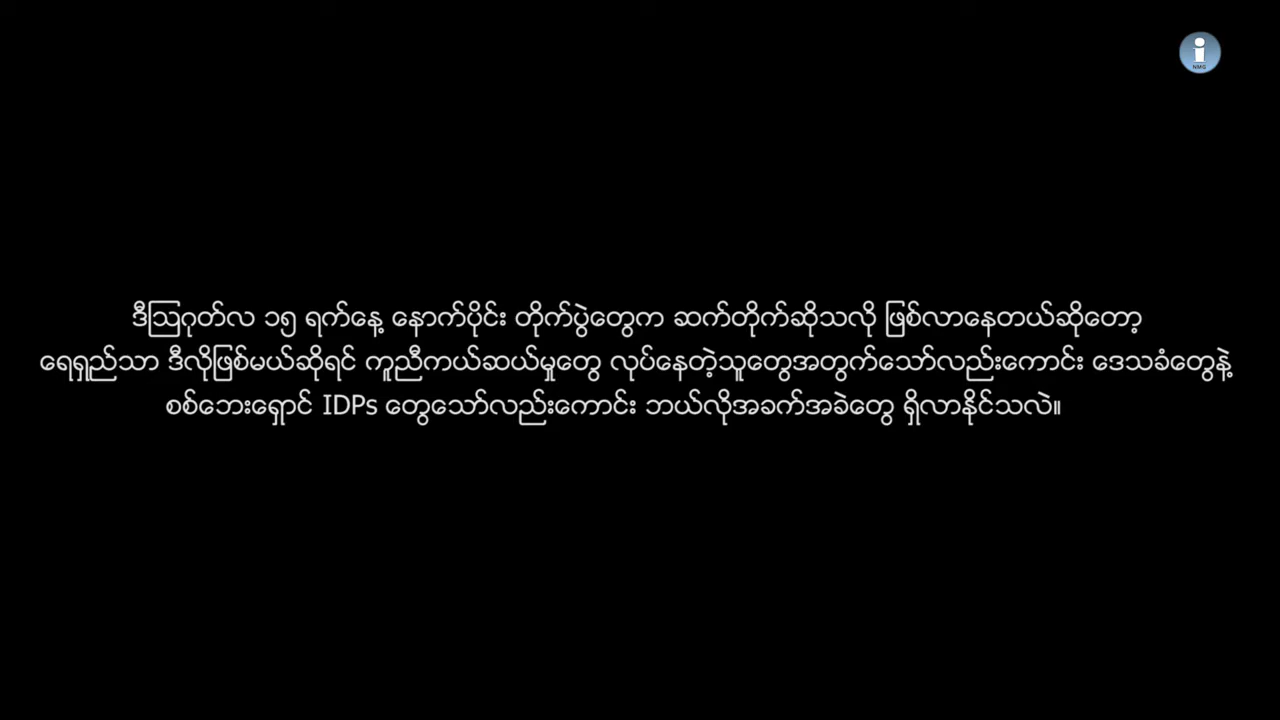 NMG
ဒီဩဂုတ်လ ၁၅ ရက်နေ့ နောက်ပိုင်း တိုက်ပွဲတွေက ဆက်တိုက်ဆိုသလို ဖြစ်လာနေတယ်ဆိုတော့
ရေရှည်သာ ဒီလိုဖြစ်မယ်ဆိုရင် ကူညီကယ်ဆယ်မှုတွေ လုပ်နေတဲ့သူတွေအတွက်သော်လည်းကောင်း ဒေသခံတွေနဲ့
စစ်ဘေးရှောင် IDPs တွေသော်လည်းကောင်း ဘယ်လိုအခက်အခဲတွေ ရှိလာနိုင်သလဲ။